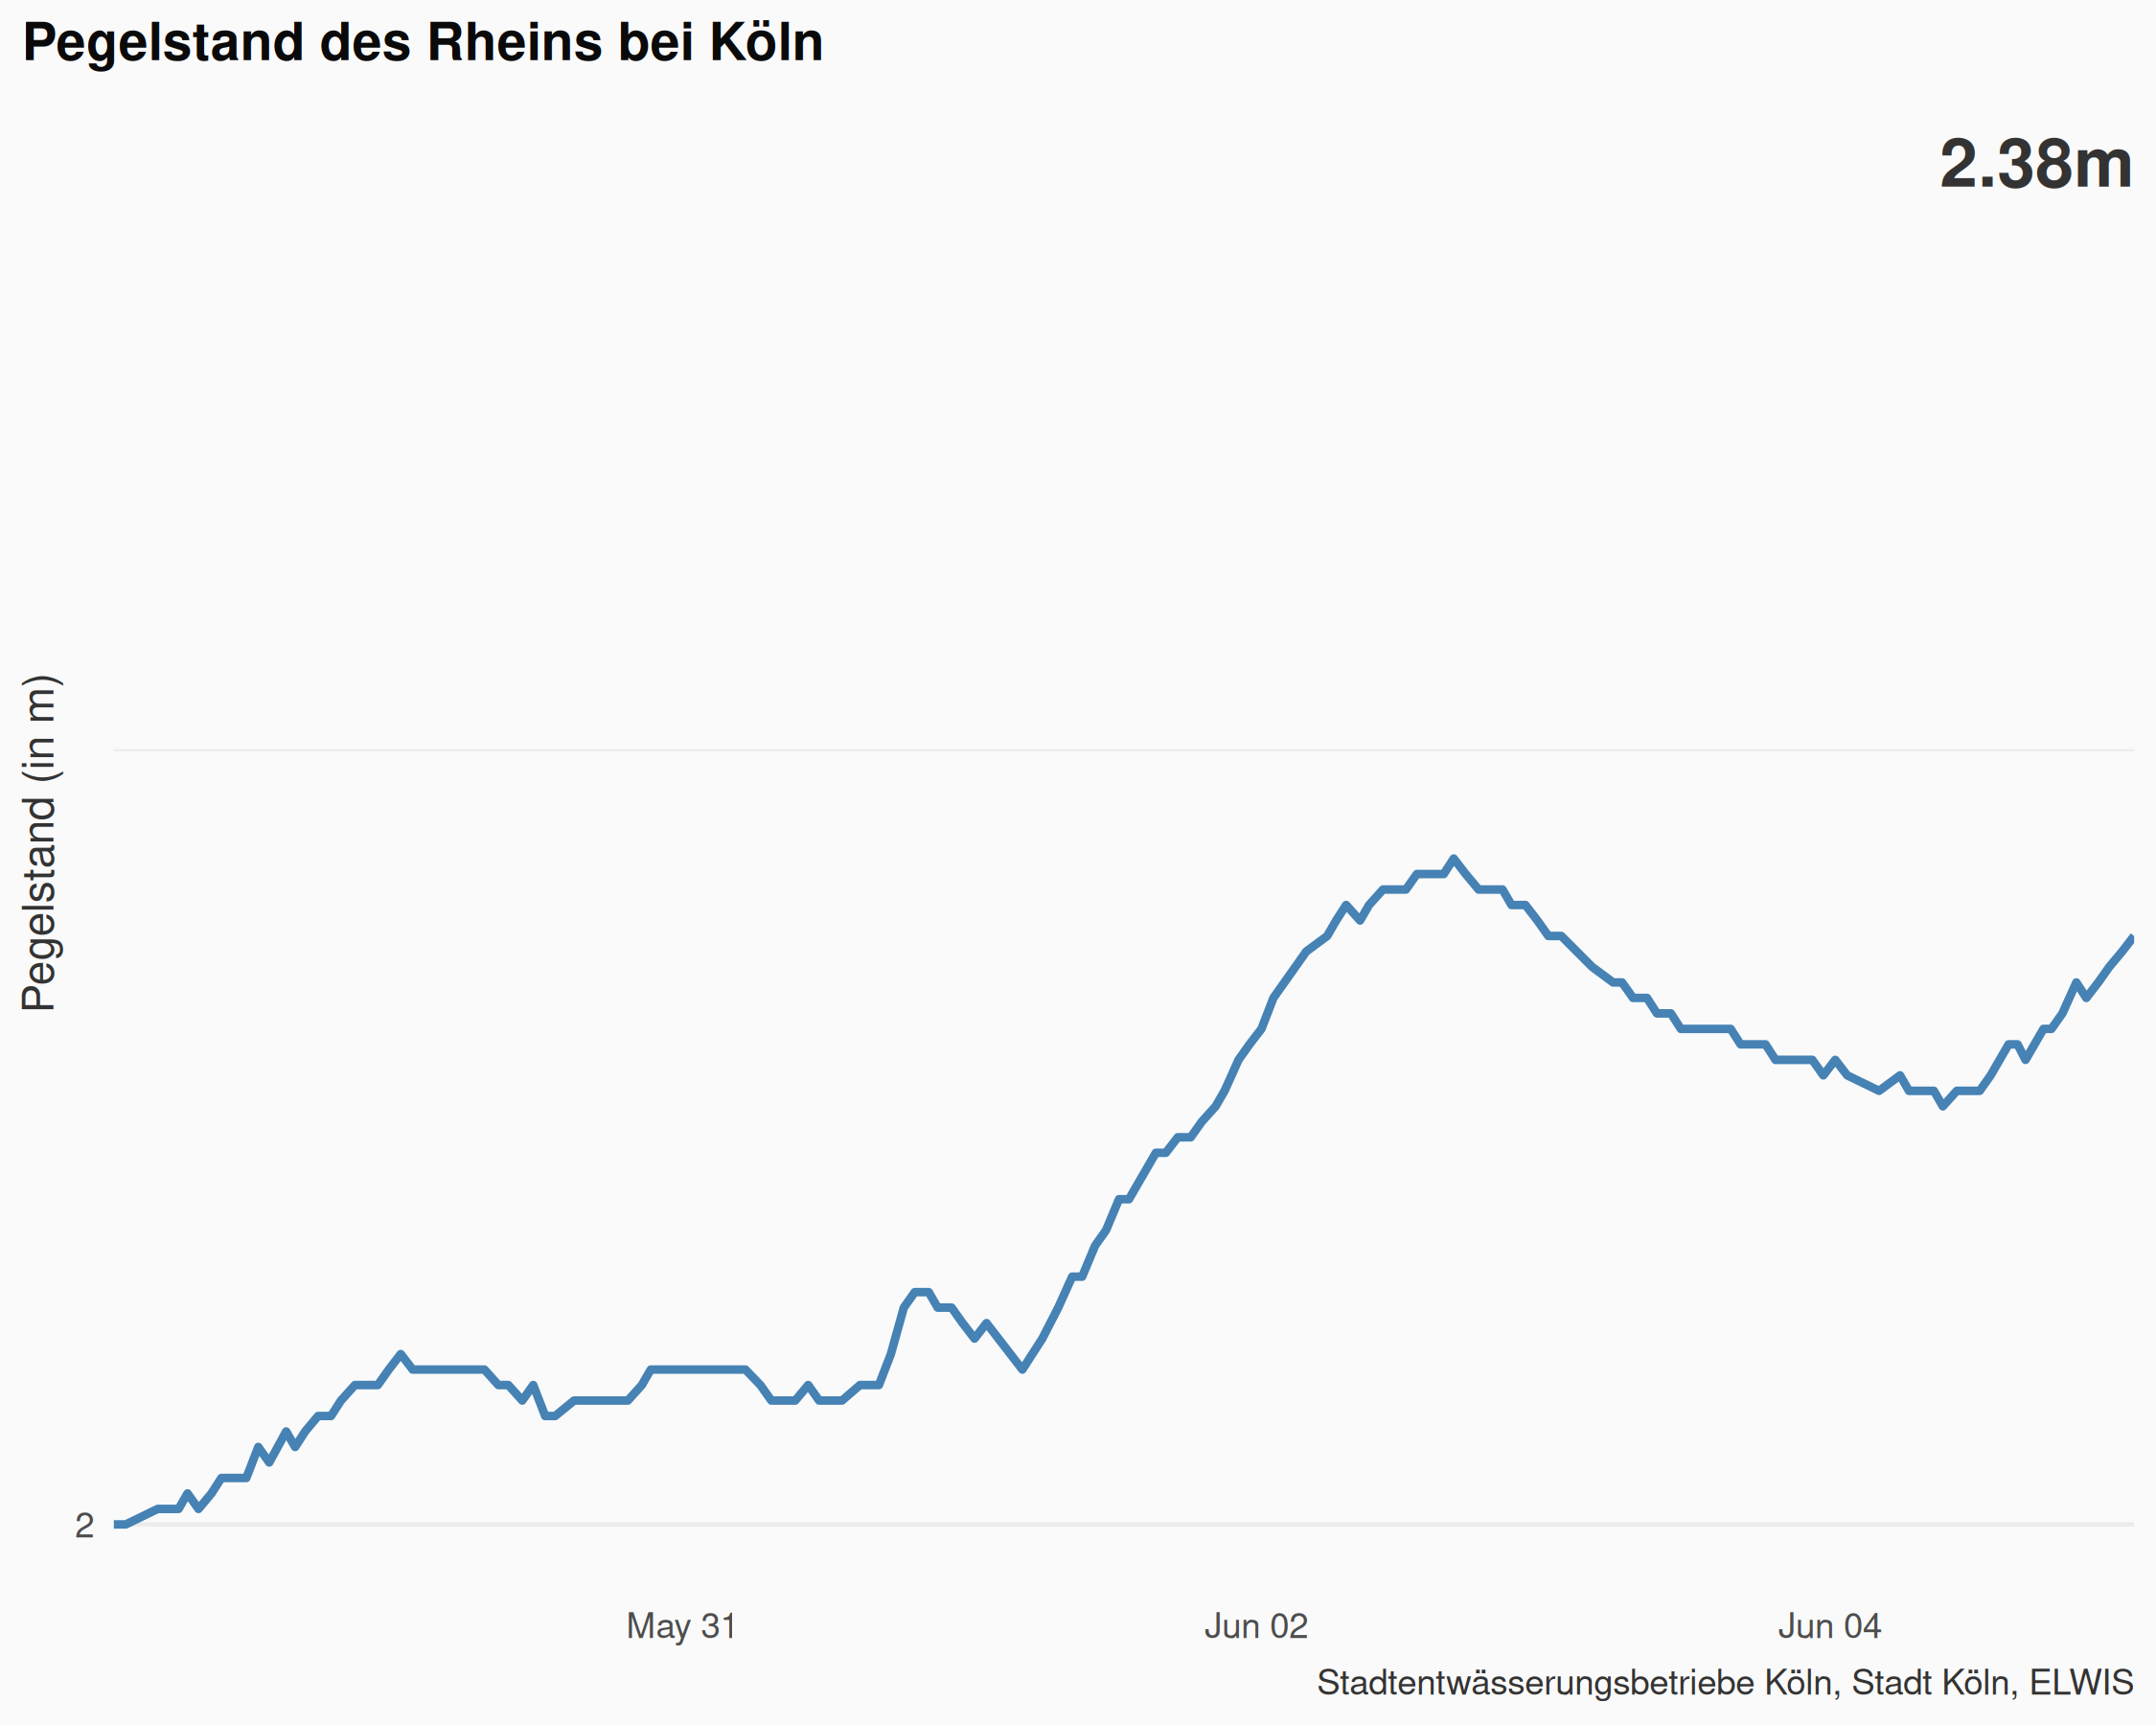 Pegelstand des Rheins bei Köln
2.38m
Pegelstand (in m)
2
May 31
Jun 02
Jun 04
Stadtentwässerungsbetriebe Köln, Stadt Köln, ELWIS